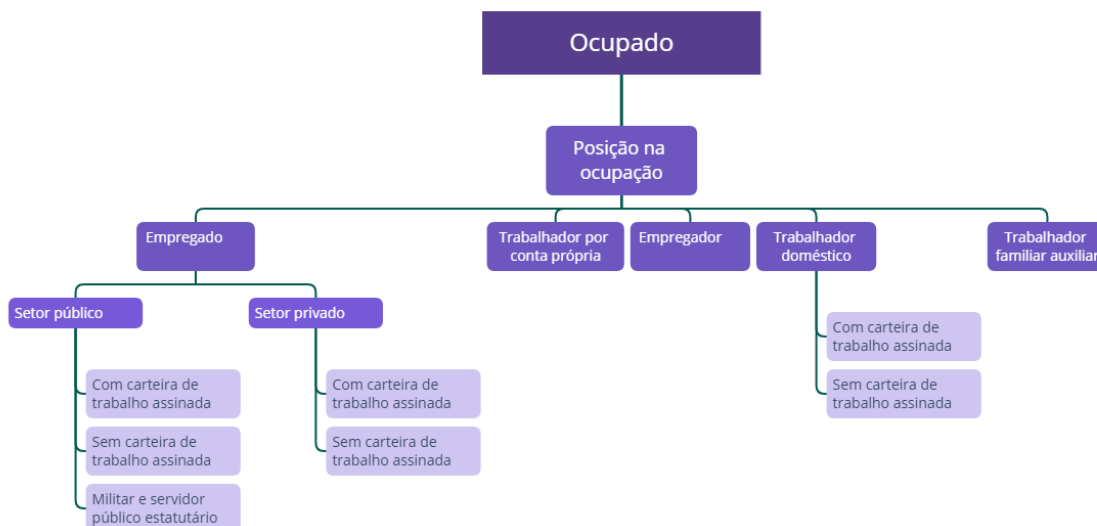 Ocupado
Posição na
ocupação
Empregado
Trabalhador por
conta própria
Empregador
Trabalhador
doméstico
Trabalhador
familiar auxiliar
Setor público
Setor privado
Com carteira de
trabalho assinada
Sem carteira de
trabalho assinada
Militar e servidor
público estatutário
Com carteira de
trabalho assinada
Sem carteira de
trabalho assinada
Com carteira de
trabalho assinada
Sem carteira de
trabalho assinada